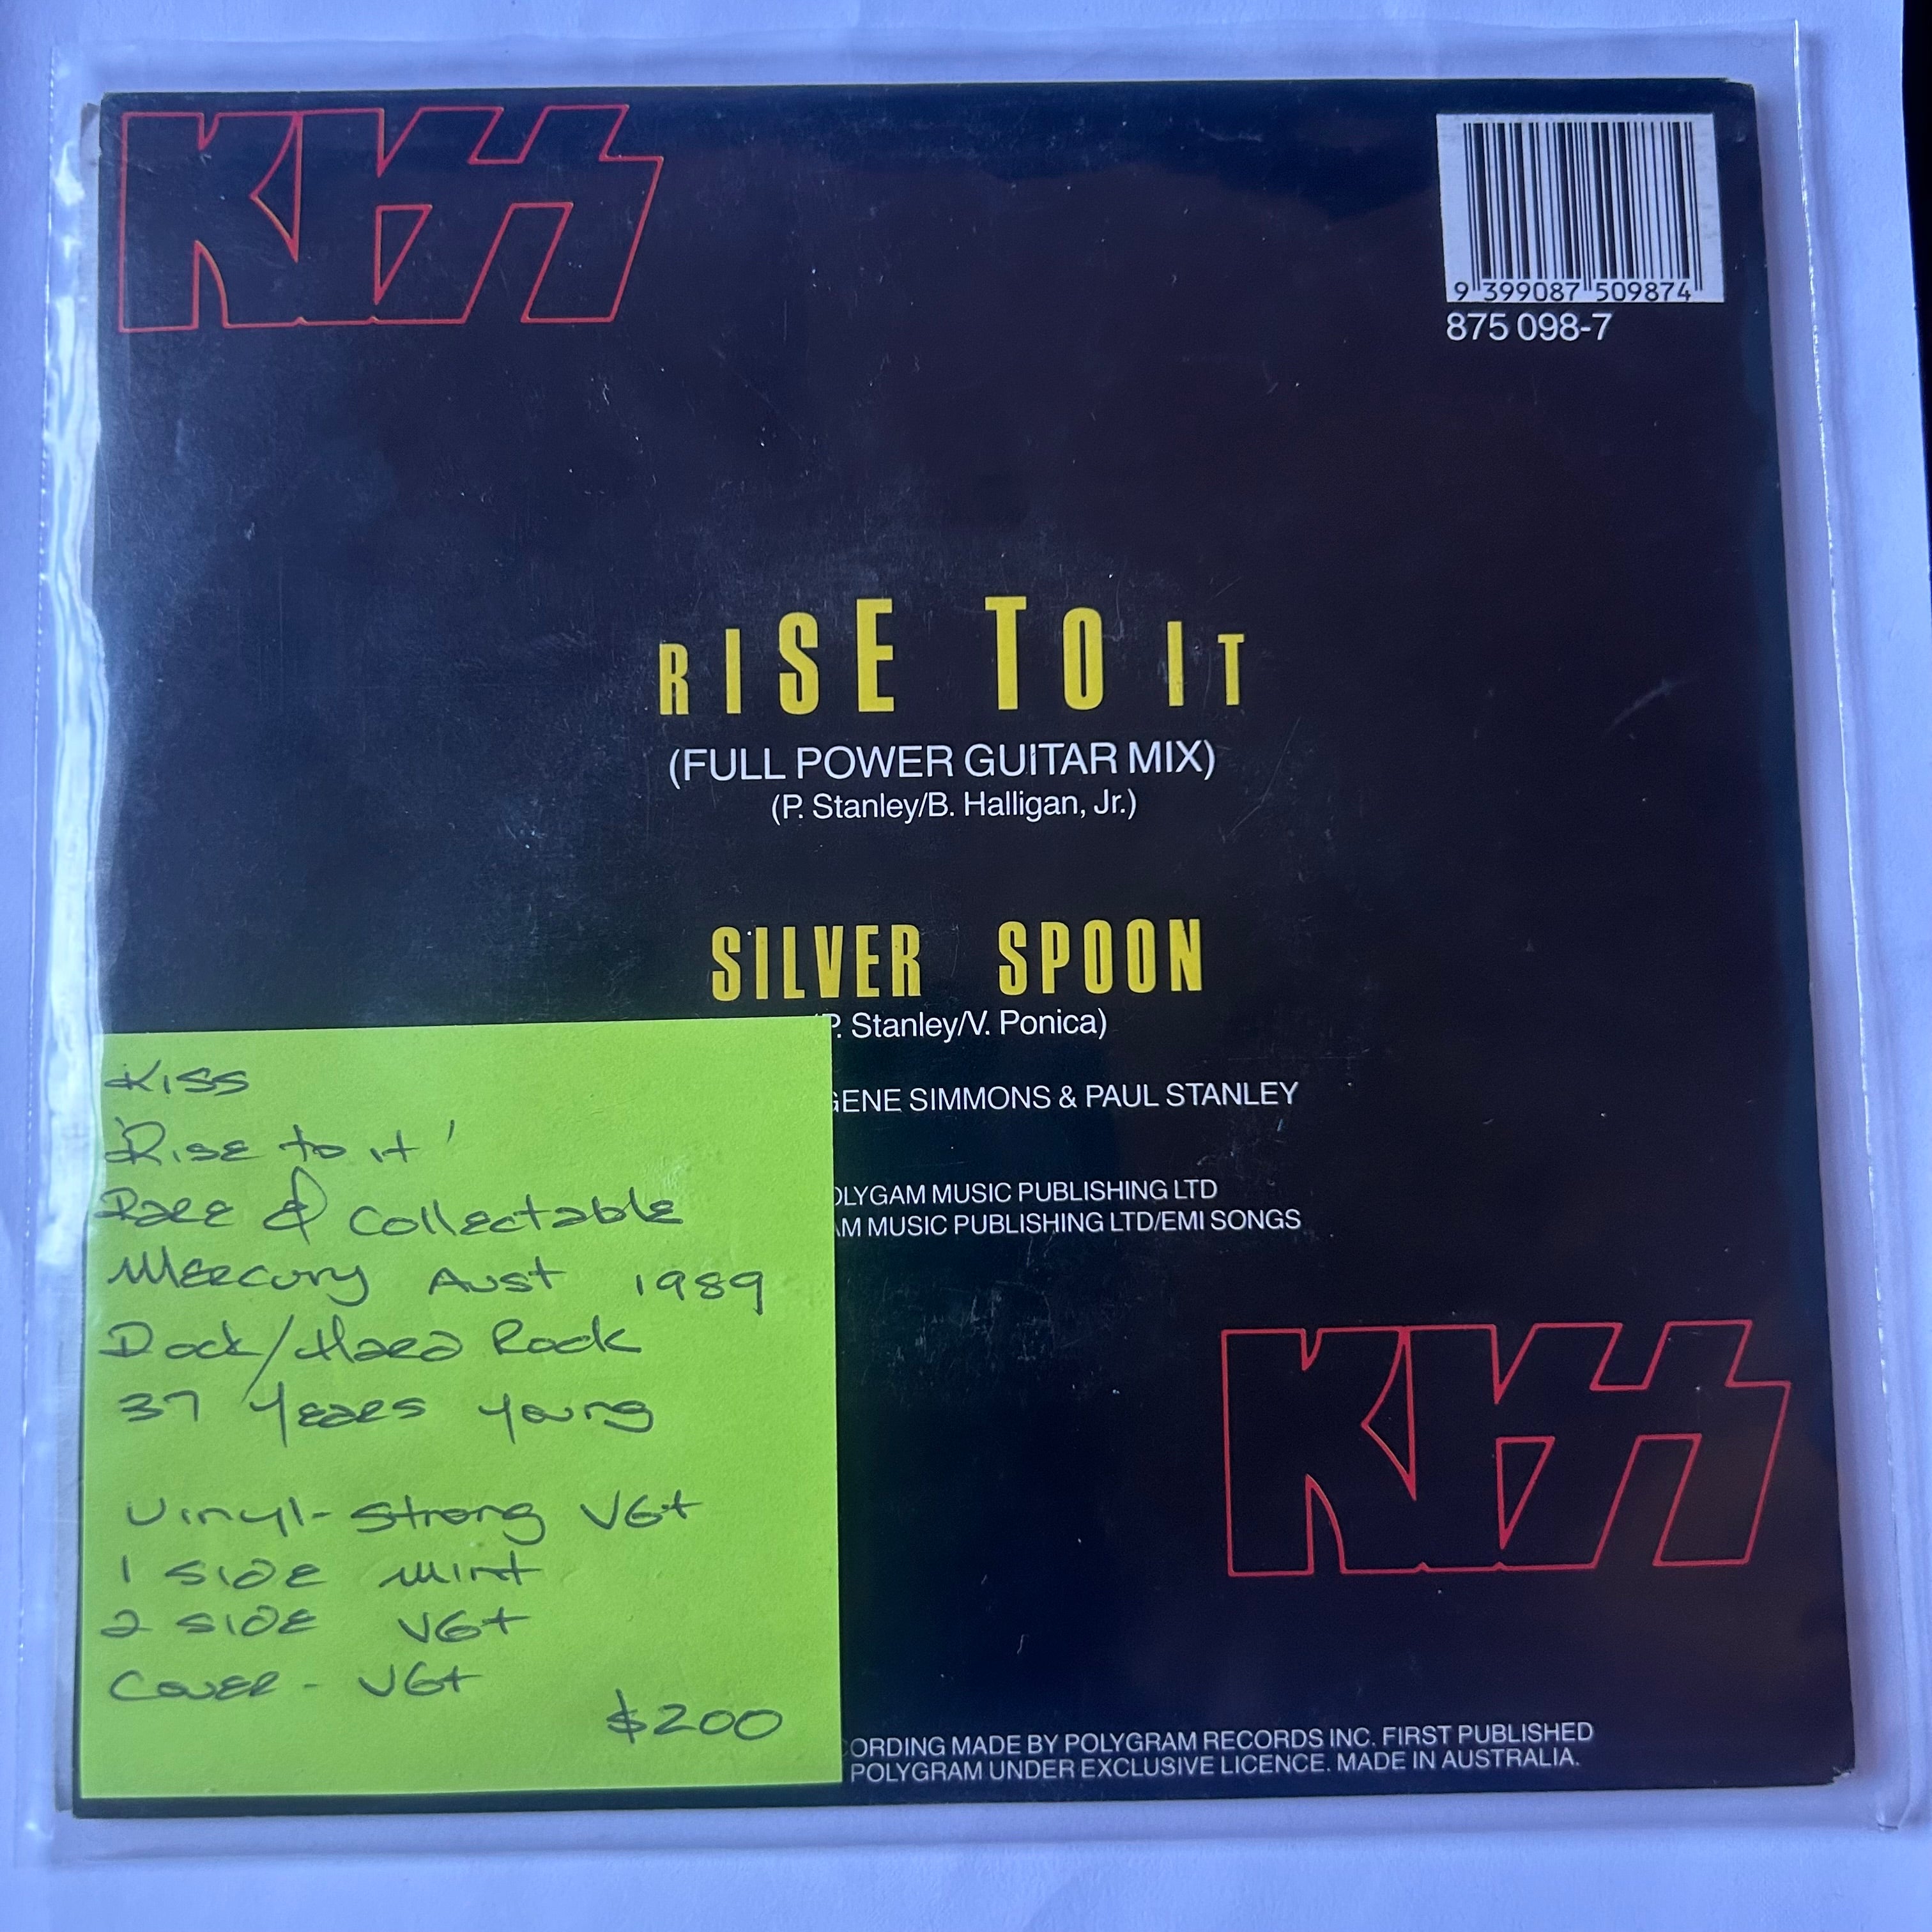 KISS
9 399087 509874
875 098-7
RISE TO IT
(FULL POWER GUITAR MIX)
(P. Stanley/B. Halligan, Jr.)
SILVER SPOON
P. Stanley/V. Ponica)
GENE SIMMONS & PAUL STANLEY
MUSIC PUBLISHING LTD
MUSIC PUBLISHING LTD/EMI SONGS
Kiss
'Rise to it'
Rare & Collectable
Mercury Aust 1989
Rock/Hard Rock
37 Years Young
Vinyl - Strong VG+
1 SIDE Mint
2 SIDE VG+
Cover - VG+
$200
KISS
MADE BY POLYGRAM RECORDS INC. FIRST PUBLISHED
POLYGRAM UNDER EXCLUSIVE LICENCE. MADE IN AUSTRALIA.